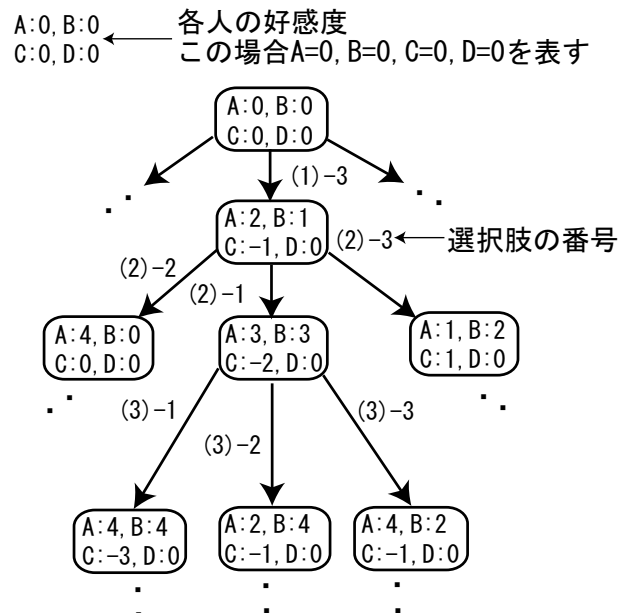 A:0,B:0
C:0,D:0
各人の好感度
この場合A=0,B=0,C=0,D=0を表す
A:0,B:0
C:0,D:0
(1)-3
A:2,B:1
C:-1,D:0
(2)-3
選択肢の番号
(2)-2
(2)-1
A:4,B:0
C:0,D:0
A:3,B:3
C:-2,D:0
A:1,B:2
C:1,D:0
(3)-1
(3)-2
(3)-3
A:4,B:4
C:-3,D:0
A:2,B:4
C:-1,D:0
A:4,B:2
C:-1,D:0